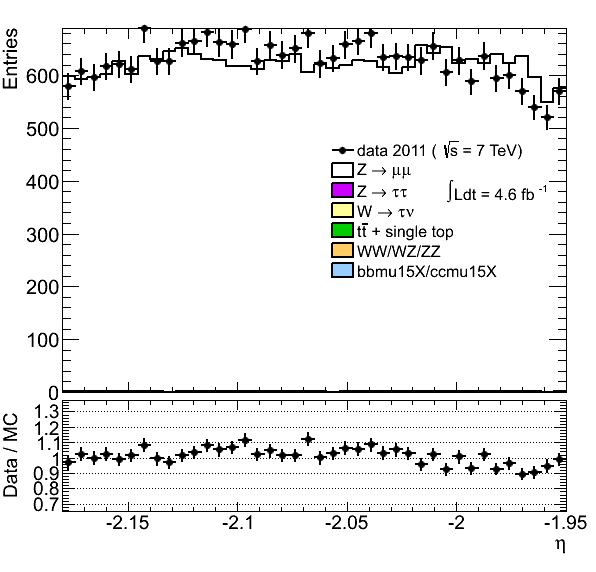 Entries
600
500
400
300
200
100
0
data 2011 ( √s = 7 TeV)
Z → μμ
Z → ττ
∫Ldt = 4.6 fb⁻¹
W → τν
tt̅ + single top
WW/WZ/ZZ
bbmu15X/ccmu15X
Data / MC
1.3
1.2
1.1
1
0.9
0.8
0.7
-2.15
-2.1
-2.05
-2
-1.95
η